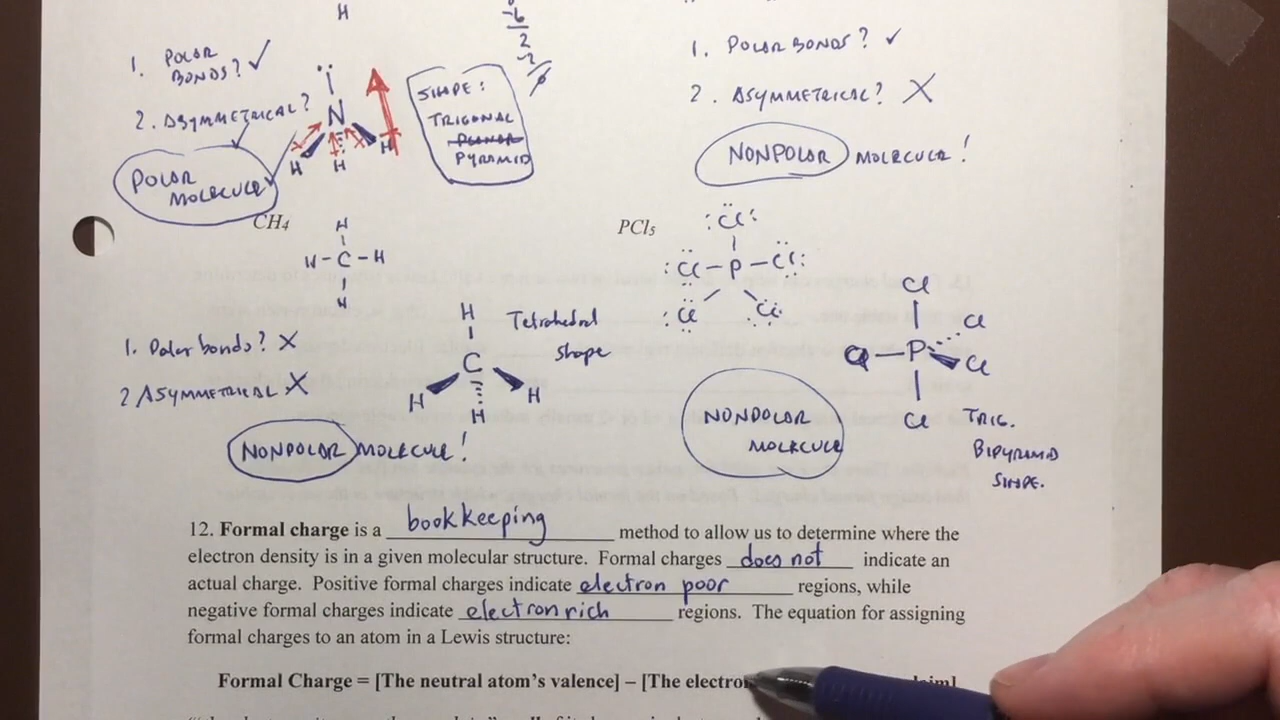 H
1. POLAR
BONDS? ✓
2. ASYMMETRICAL?
POLAR
MOLECULE
N
H H H
SHAPE:
TRIGONAL
PLANAR
PYRAMID
-6
2
-2
1. POLAR BONDS? ✓
2. ASYMMETRICAL? X
NONPOLAR MOLECULE!
CH4
H
H-C-H
H
1. Polar bonds? X
2 ASYMMETRICAL X
NONPOLAR MOLECULE!
H
C
H H
H
Tetrahedral
shape
PCl5
Cl
Cl-P-Cl
Cl Cl
Cl
Cl
Cl-P
Cl
Cl
NONPOLAR
MOLECULE
TRIG.
BIPYRAMID
SHAPE.
12. Formal charge is a bookkeeping method to allow us to determine where the
electron density is in a given molecular structure. Formal charges does not indicate an
actual charge. Positive formal charges indicate electron poor regions, while
negative formal charges indicate electron rich regions. The equation for assigning
formal charges to an atom in a Lewis structure:
Formal Charge = [The neutral atom's valence] – [The